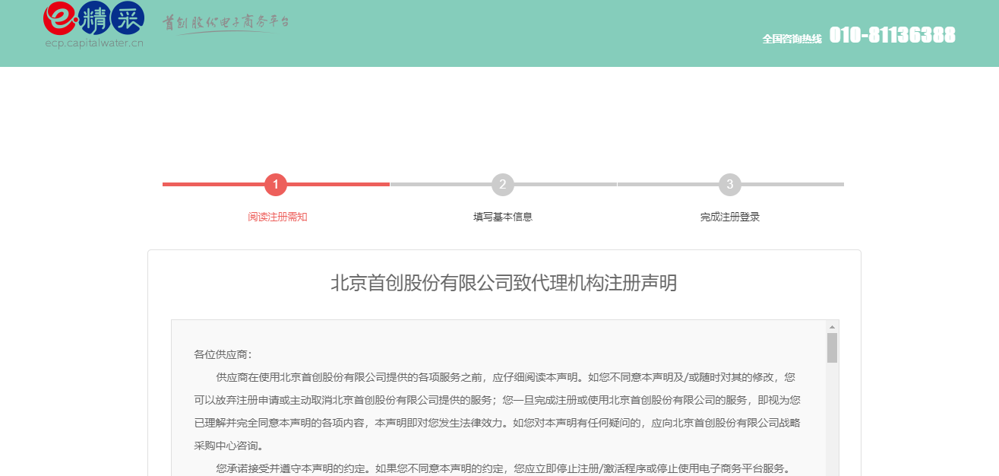 e精采
首创股份电子商务平台
ecp.capitalwater.cn
全国咨询热线 010-81136388
1 2 3
阅读注册需知 填写基本信息 完成注册登录
北京首创股份有限公司致代理机构注册声明
各位供应商：
供应商在使用北京首创股份有限公司提供的各项服务之前，应仔细阅读本声明。如您不同意本声明及/或随时对其的修改，您
可以放弃注册申请或主动取消北京首创股份有限公司提供的服务；您一旦完成注册或使用北京首创股份有限公司的服务，即视为您
已理解并完全同意本声明的各项内容，本声明即对您发生法律效力。如您对本声明有任何疑问的，应向北京首创股份有限公司战略
采购中心咨询。
您承诺接受并遵守本声明的约定。如果您不同意本声明的约定，您应立即停止注册/激活程序或停止使用电子商务平台服务。